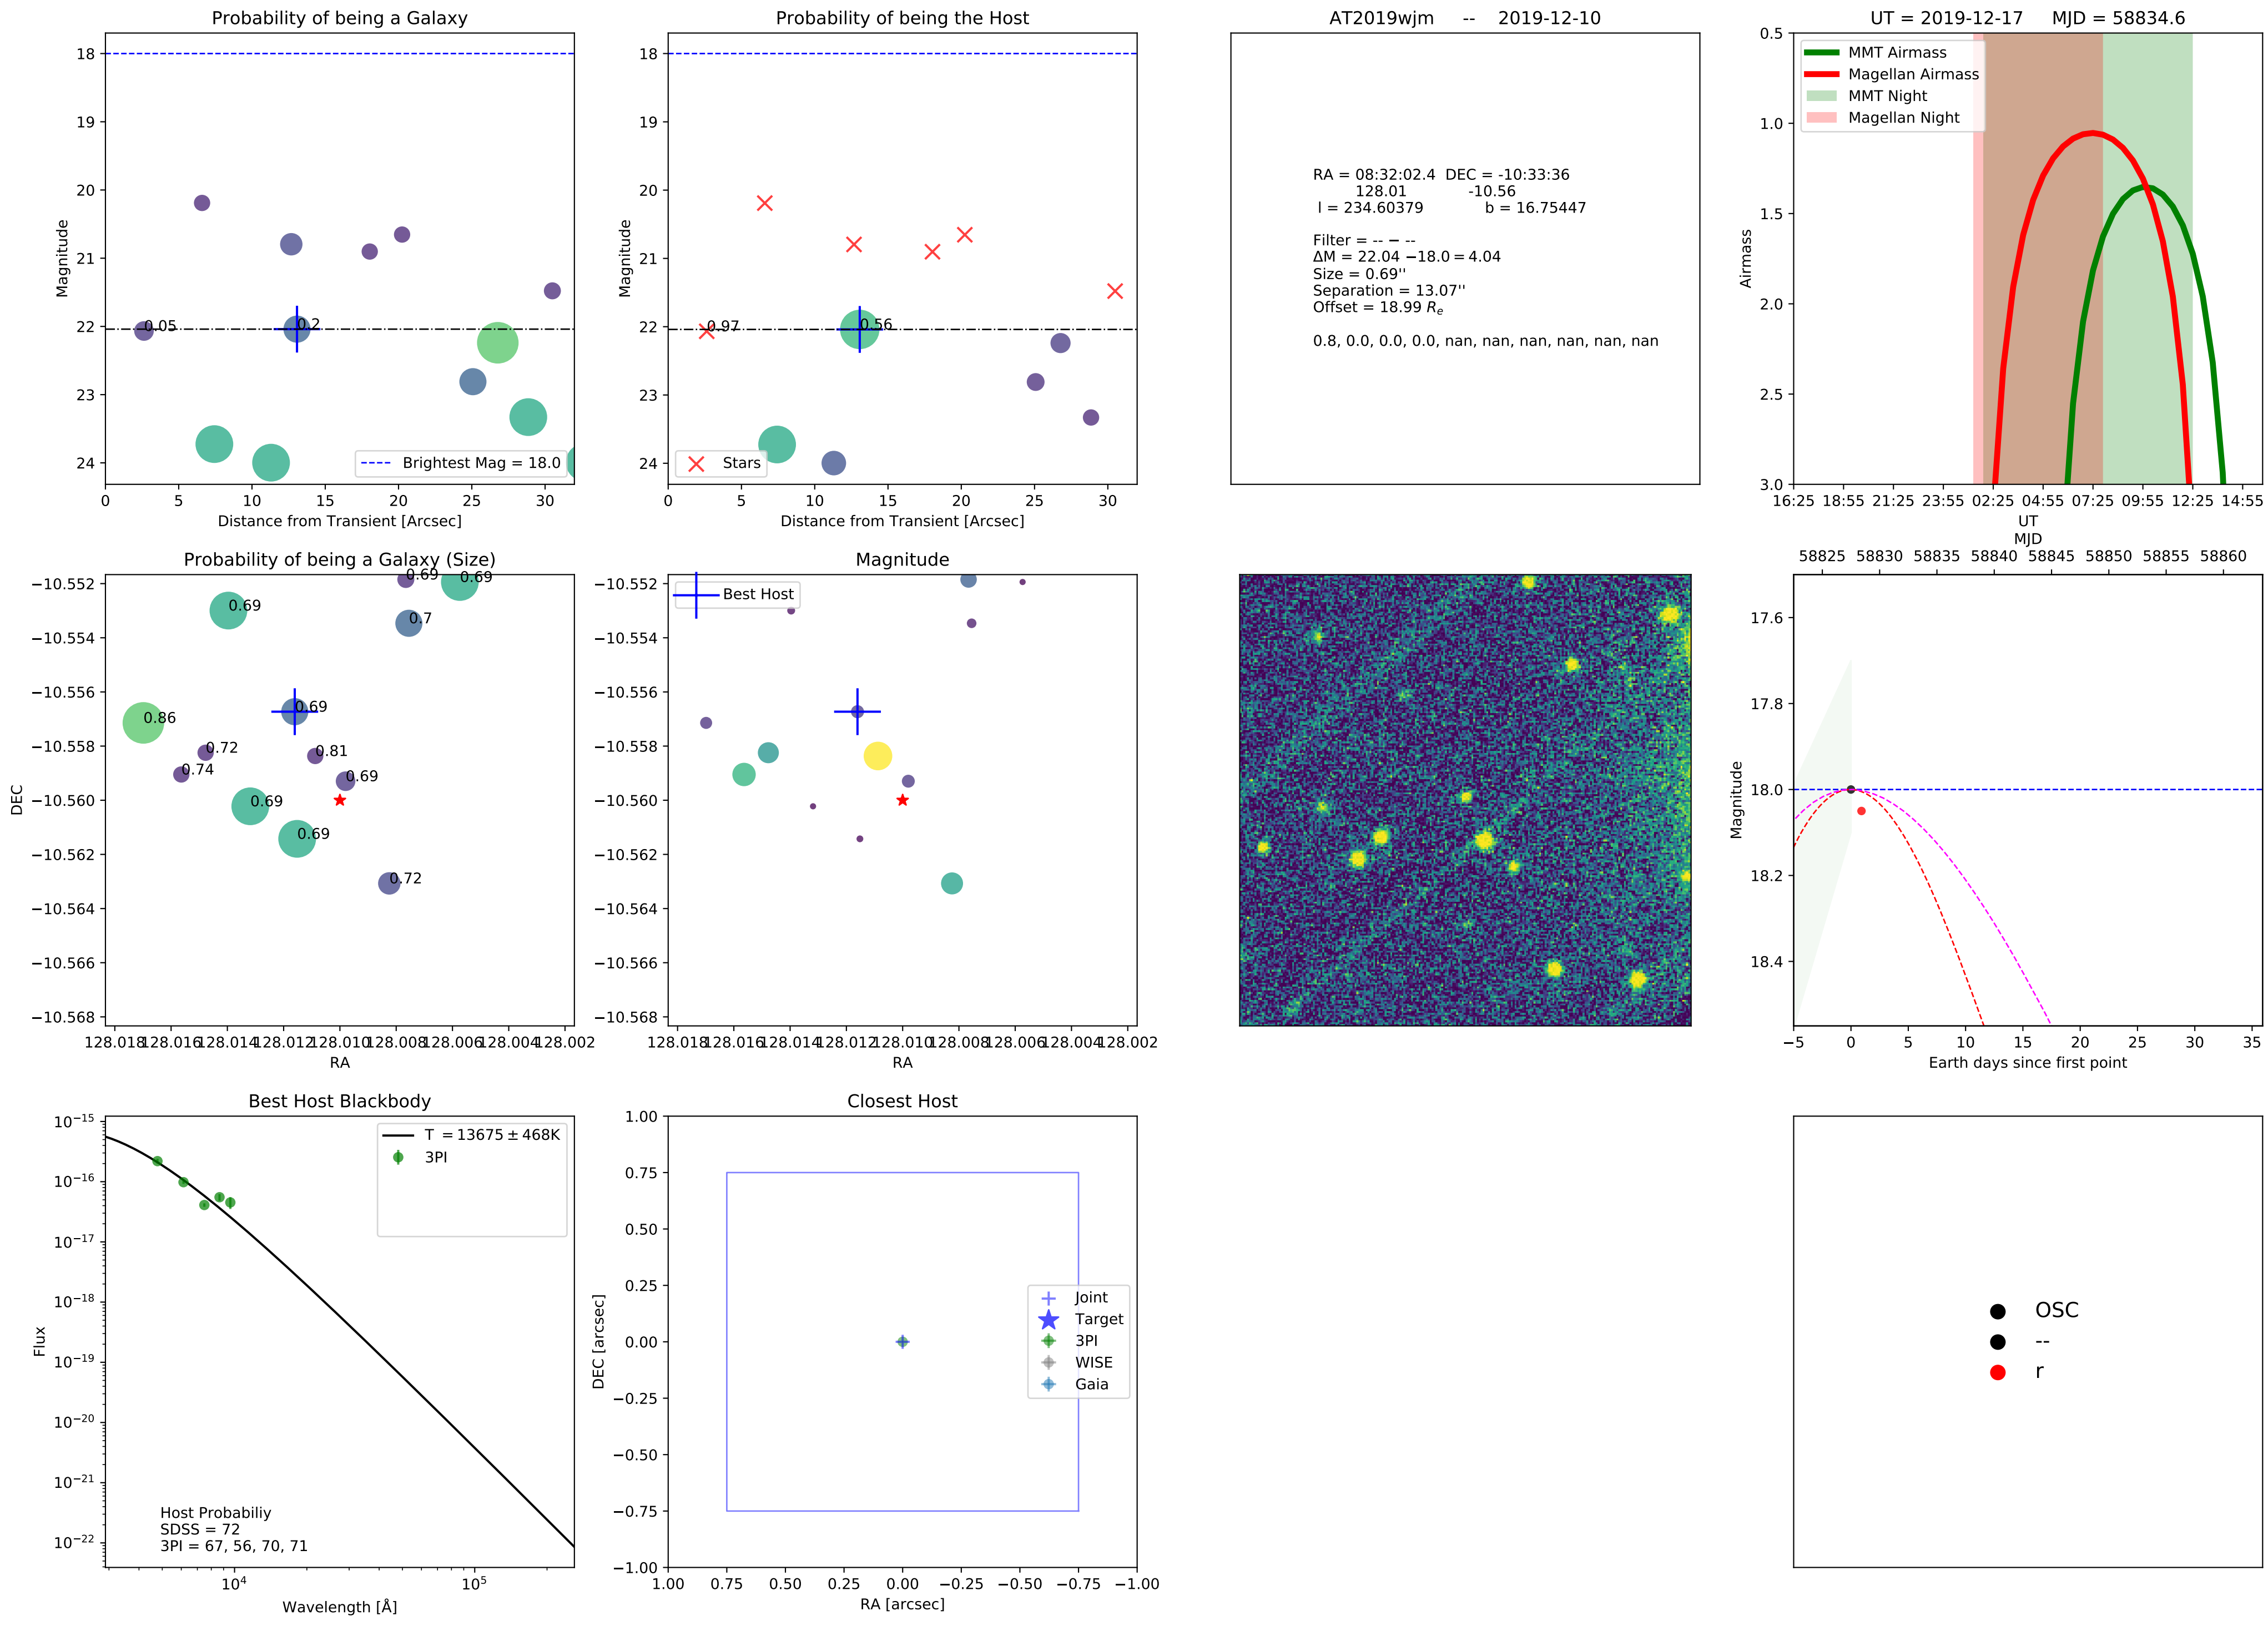 Probability of being a Galaxy
Magnitude
18
19
20
21
22
23
24
0.05
0.2
Brightest Mag = 18.0
0 5 10 15 20 25 30
Distance from Transient [Arcsec]
Probability of being the Host
Magnitude
18
19
20
21
22
23
24
0.97
0.56
Stars
0 5 10 15 20 25 30
Distance from Transient [Arcsec]
AT2019wjm -- 2019-12-10
RA = 08:32:02.4 DEC = -10:33:36
128.01 -10.56
l = 234.60379 b = 16.75447
Filter = -- − --
ΔM = 22.04 −18.0 = 4.04
Size = 0.69''
Separation = 13.07''
Offset = 18.99 Re
0.8, 0.0, 0.0, 0.0, nan, nan, nan, nan, nan, nan
UT = 2019-12-17 MJD = 58834.6
Airmass
0.5
1.0
1.5
2.0
2.5
3.0
MMT Airmass
Magellan Airmass
MMT Night
Magellan Night
16:25 18:55 21:25 23:55 02:25 04:55 07:25 09:55 12:25 14:55
UT
Probability of being a Galaxy (Size)
DEC
−10.552
−10.554
−10.556
−10.558
−10.560
−10.562
−10.564
−10.566
−10.568
0.69
0.69
0.69
0.7
0.69
0.86
0.72
0.81
0.74
0.69
0.69
0.69
0.72
128.018 128.016 128.014 128.012 128.010 128.008 128.006 128.004 128.002
RA
Magnitude
−10.552
−10.554
−10.556
−10.558
−10.560
−10.562
−10.564
−10.566
−10.568
Best Host
128.018 128.016 128.014 128.012 128.010 128.008 128.006 128.004 128.002
RA
MJD
58825 58830 58835 58840 58845 58850 58855 58860
Magnitude
17.6
17.8
18.0
18.2
18.4
−5 0 5 10 15 20 25 30 35
Earth days since first point
Best Host Blackbody
Flux
10−15
10−16
10−17
10−18
10−19
10−20
10−21
10−22
T = 13675 ± 468K
3PI
Host Probabiliy
SDSS = 72
3PI = 67, 56, 70, 71
104 105
Wavelength [Å]
Closest Host
DEC [arcsec]
1.00
0.75
0.50
0.25
0.00
−0.25
−0.50
−0.75
−1.00
Joint
Target
3PI
WISE
Gaia
1.00 0.75 0.50 0.25 0.00 −0.25 −0.50 −0.75 −1.00
RA [arcsec]
OSC
--
r